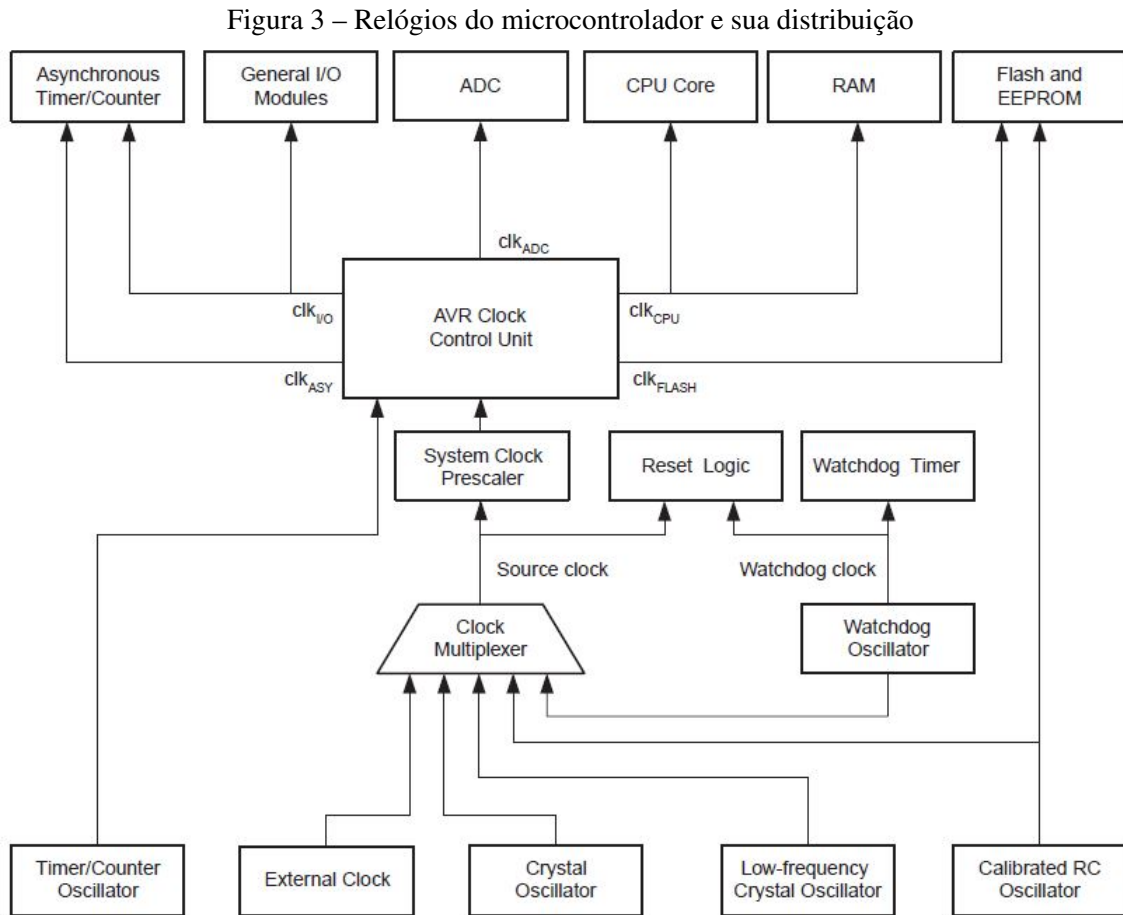 Figura 3 – Relógios do microcontrolador e sua distribuição
Asynchronous
Timer/Counter
General I/O
Modules
ADC
CPU Core
RAM
Flash and
EEPROM
clkADC
clkI/O
AVR Clock
Control Unit
clkCPU
clkASY
clkFLASH
System Clock
Prescaler
Reset Logic
Watchdog Timer
Source clock
Watchdog clock
Clock
Multiplexer
Watchdog
Oscillator
Timer/Counter
Oscillator
External Clock
Crystal
Oscillator
Low-frequency
Crystal Oscillator
Calibrated RC
Oscillator